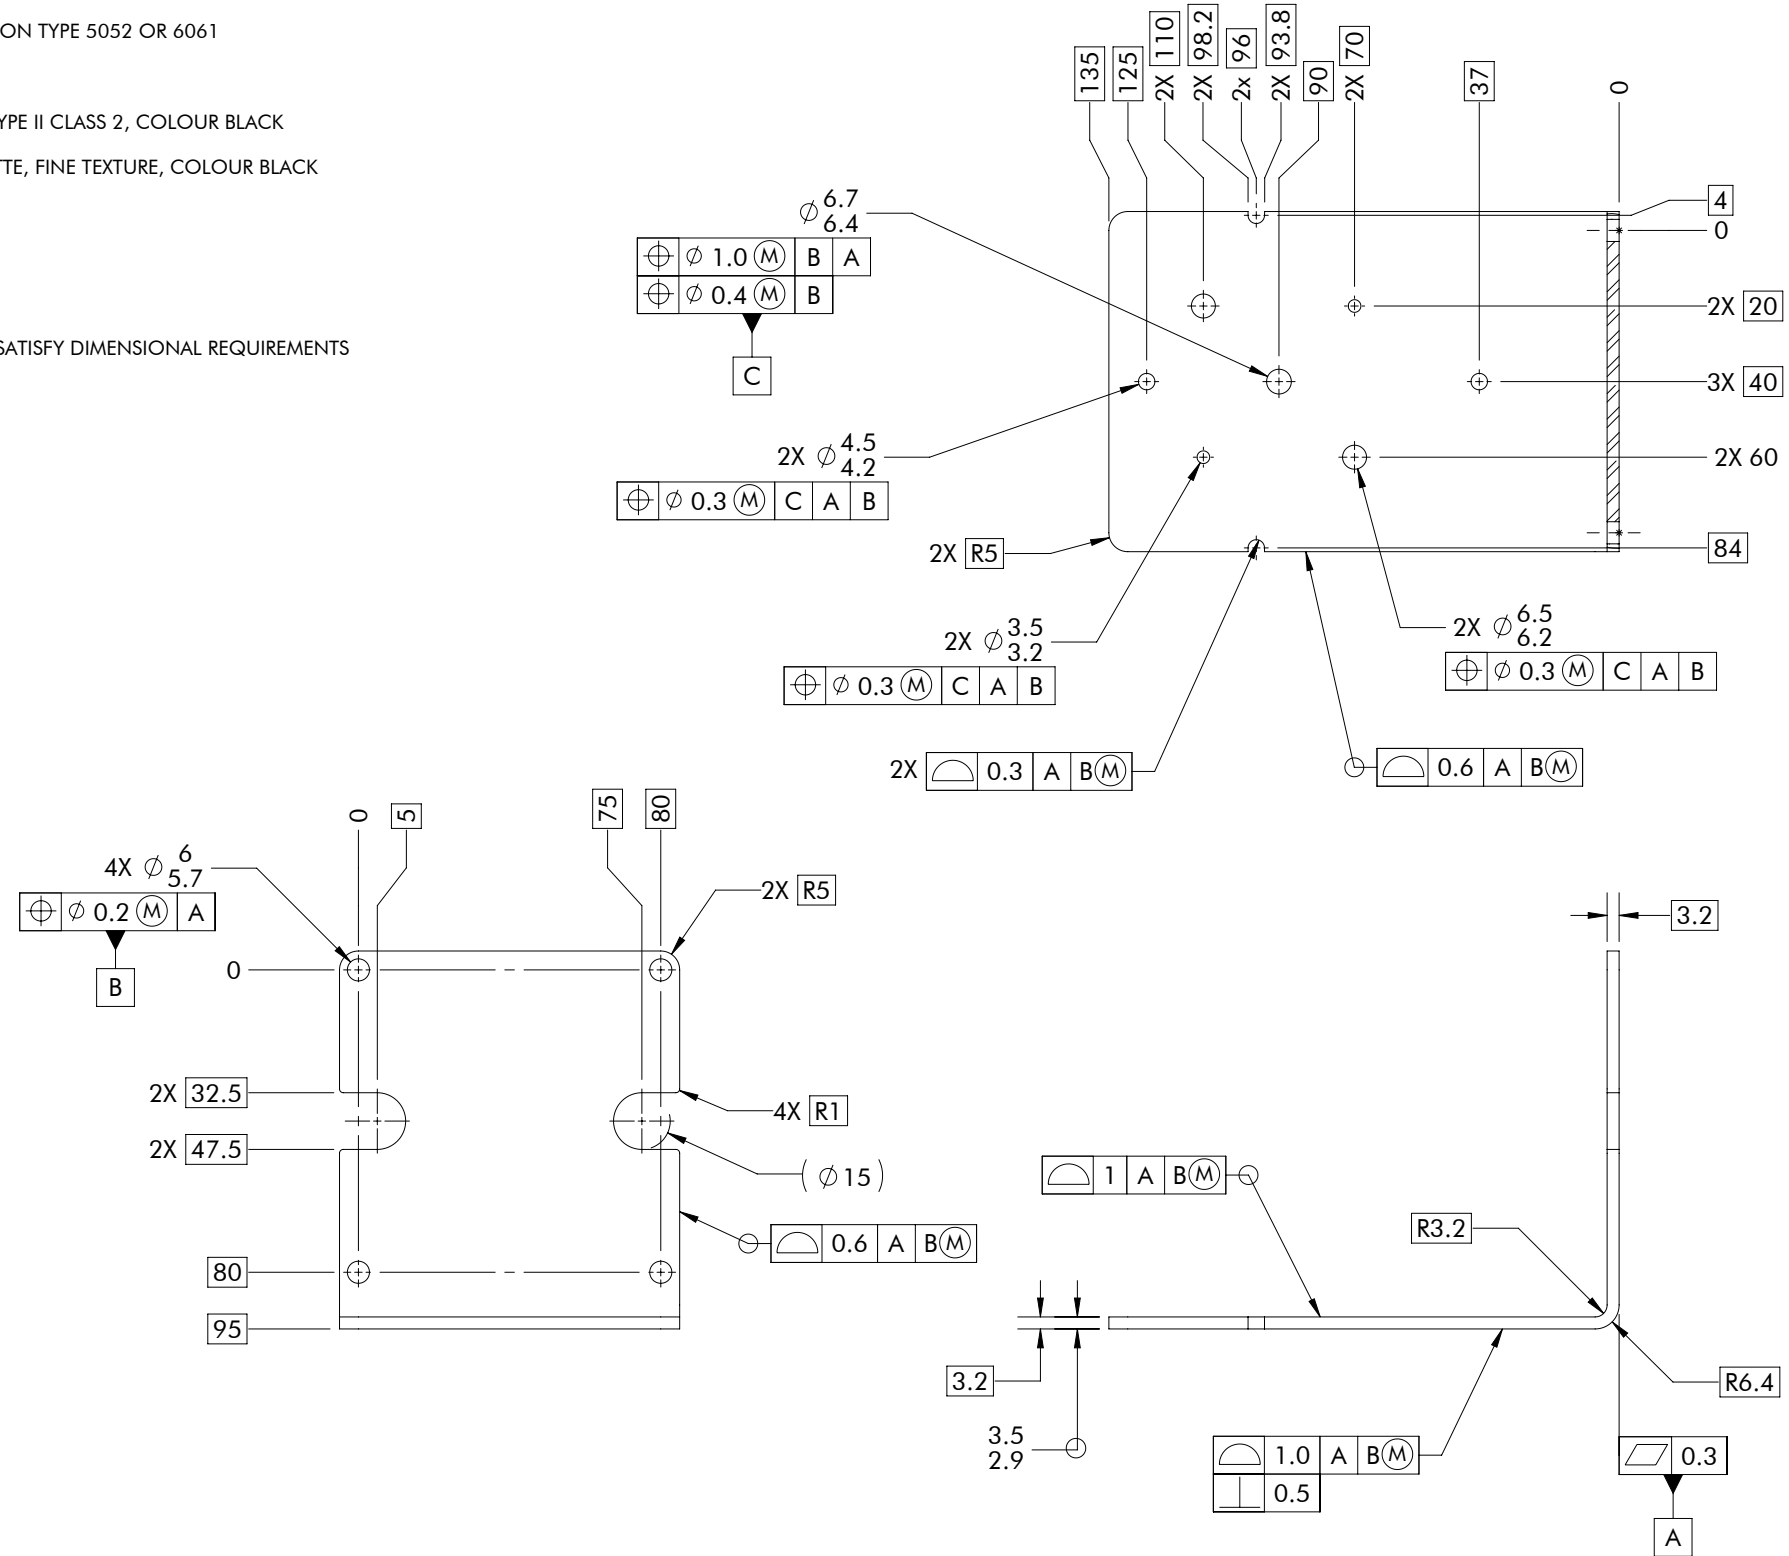 ON TYPE 5052 OR 6061
YPE II CLASS 2, COLOUR BLACK
TTE, FINE TEXTURE, COLOUR BLACK
SATISFY DIMENSIONAL REQUIREMENTS
135
125
2X 110
2X 98.2
2x 96
2X 93.8
90
2X 70
37
0
4
0
2X 20
3X 40
2X 60
84
⌀ 6.7
6.4
⌖ ⌀ 1.0 Ⓜ B A
⌖ ⌀ 0.4 Ⓜ B
C
2X ⌀ 4.5
4.2
⌖ ⌀ 0.3 Ⓜ C A B
2X R5
2X ⌀ 3.5
3.2
⌖ ⌀ 0.3 Ⓜ C A B
2X ⌀ 6.5
6.2
⌖ ⌀ 0.3 Ⓜ C A B
2X ⌓ 0.3 A B Ⓜ
⌓ 0.6 A B Ⓜ
0
5
75
80
4X ⌀ 6
5.7
⌖ ⌀ 0.2 Ⓜ A
B
2X R5
0
2X 32.5
2X 47.5
80
95
4X R1
(⌀ 15)
⌓ 0.6 A B Ⓜ
3.2
⌓ 1 A B Ⓜ
R3.2
R6.4
3.2
3.5
2.9
⌓ 1.0 A B Ⓜ
⟂ 0.5
⏥ 0.3
A